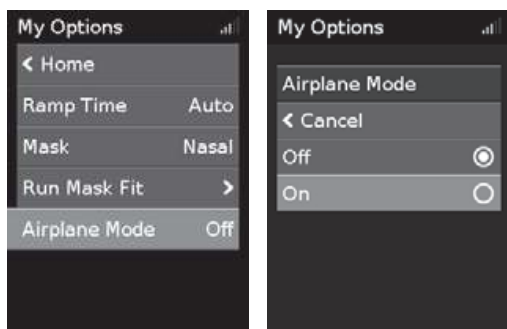 My Options
< Home
Ramp Time Auto
Mask Nasal
Run Mask Fit >
Airplane Mode Off
My Options
Airplane Mode
< Cancel
Off
On